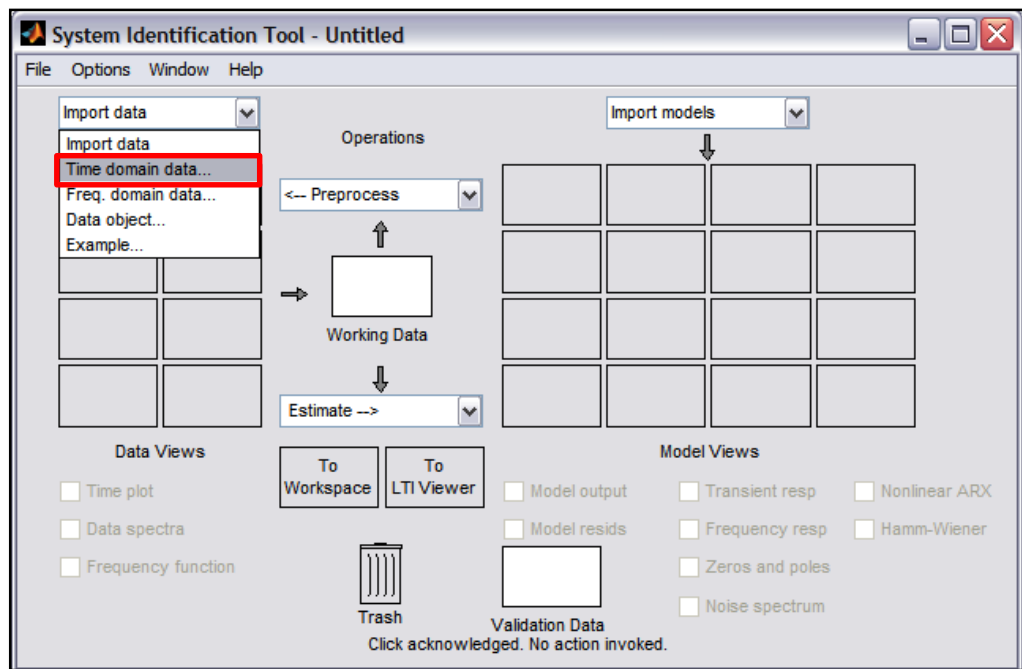 System Identification Tool - Untitled
File Options Window Help
Import data
Import models
Import data
Time domain data...
Freq. domain data...
Data object...
Example...
Operations
<-- Preprocess
Working Data
Estimate -->
Data Views
Model Views
To Workspace
To LTI Viewer
Time plot
Data spectra
Frequency function
Model output
Model resids
Transient resp
Frequency resp
Zeros and poles
Noise spectrum
Nonlinear ARX
Hamm-Wiener
Trash
Validation Data
Click acknowledged. No action invoked.